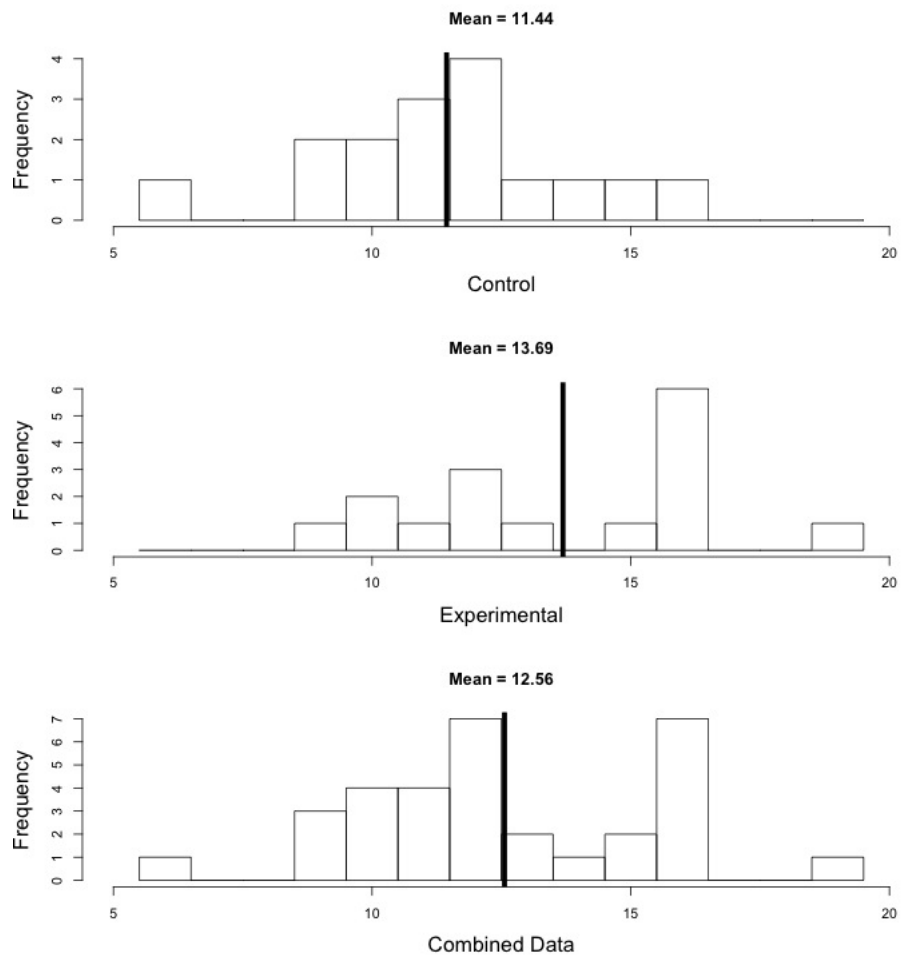 Mean = 11.44
Frequency
4
3
2
1
0
5 10 15 20
Control
Mean = 13.69
Frequency
6
5
4
3
2
1
0
5 10 15 20
Experimental
Mean = 12.56
Frequency
7
6
5
4
3
2
1
0
5 10 15 20
Combined Data